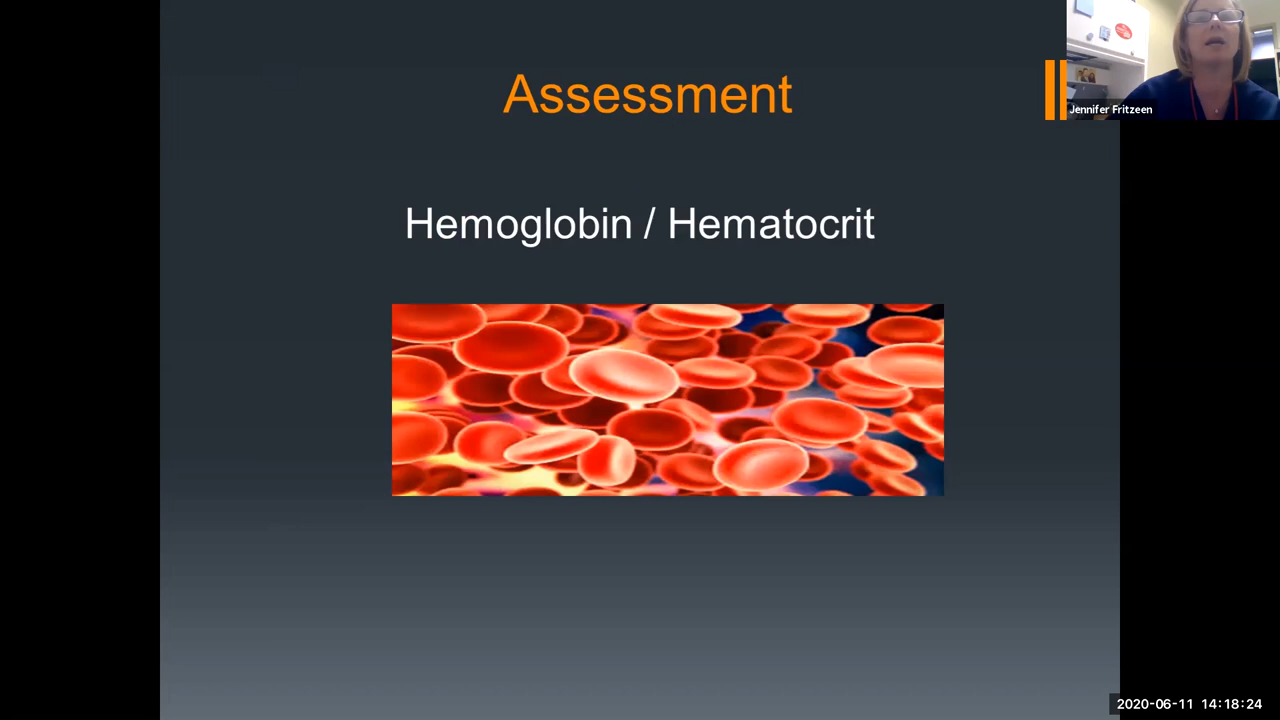 Assessment
Jennifer Fritzeen
Hemoglobin / Hematocrit
2020-06-11 14:18:24